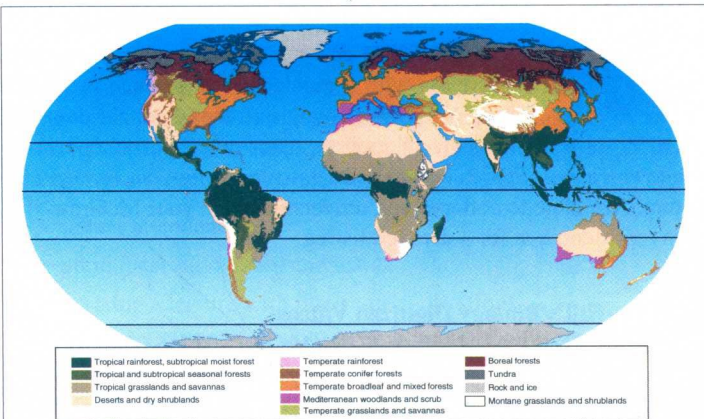 Tropical rainforest, subtropical moist forest
Tropical and subtropical seasonal forests
Tropical grasslands and savannas
Deserts and dry shrublands
Temperate rainforest
Temperate conifer forests
Temperate broadleaf and mixed forests
Mediterranean woodlands and scrub
Temperate grasslands and savannas
Boreal forests
Tundra
Rock and ice
Montane grasslands and shrublands